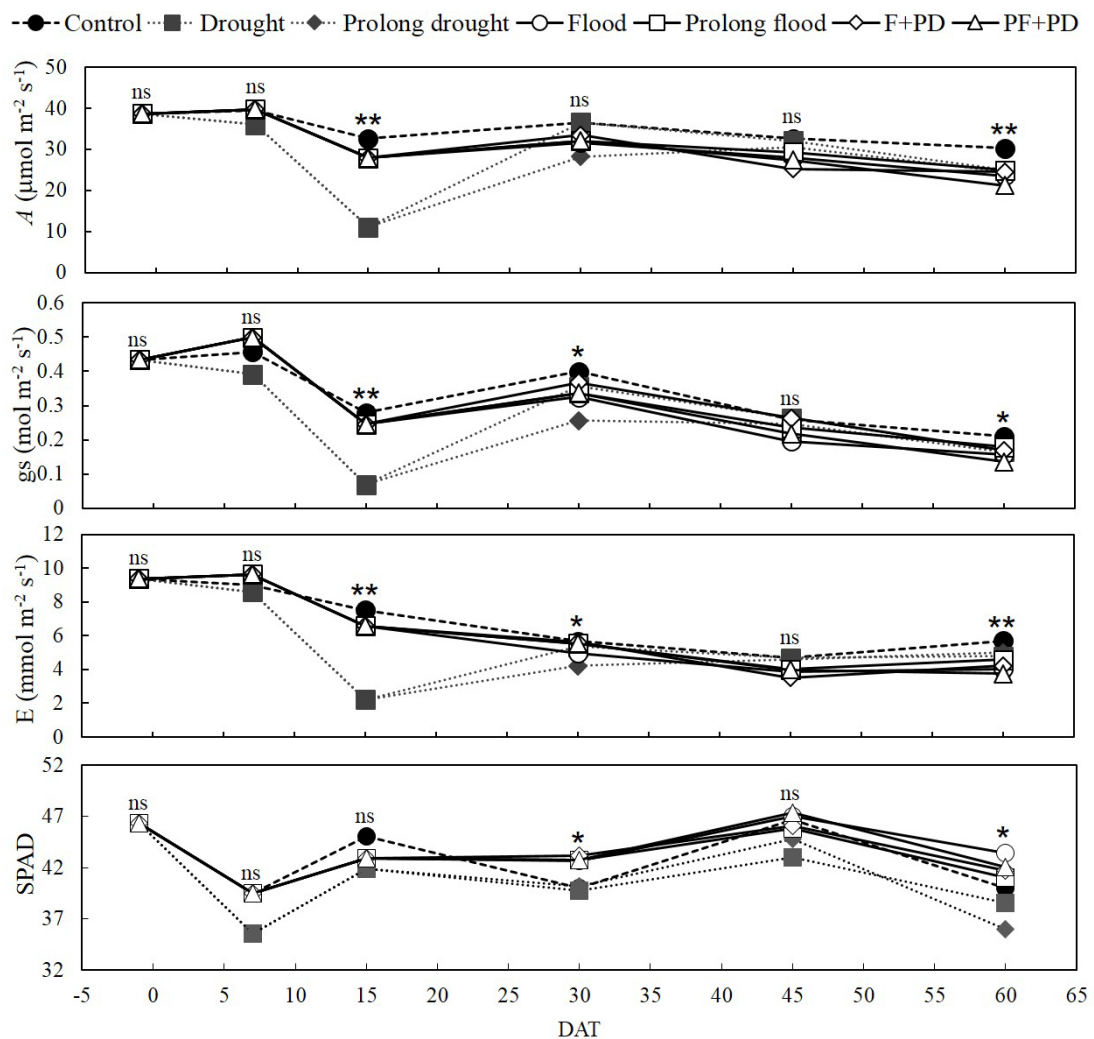 Control Drought Prolong drought Flood Prolong flood F+PD PF+PD
A (µmol m-2 s-1)
50
40
30
20
10
0
ns ns ** ns ns **
gs (mol m-2 s-1)
0.6
0.5
0.4
0.3
0.2
0.1
0
ns ns ** * ns *
E (mmol m-2 s-1)
12
10
8
6
4
2
0
ns ns ** * ns **
SPAD
52
47
42
37
32
ns ns ns * ns *
-5 0 5 10 15 20 25 30 35 40 45 50 55 60 65
DAT